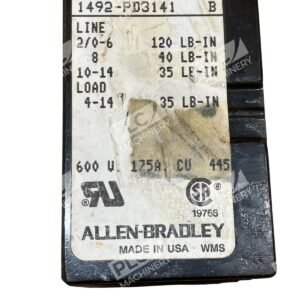 1492-PD3141 B
LINE
2/0-6 120 LB-IN
8 40 LB-IN
10-14 35 LB-IN
LOAD
4-14 35 LB-IN
600 V. 175A. CU 445
19766
ALLEN-BRADLEY
MADE IN USA WMS